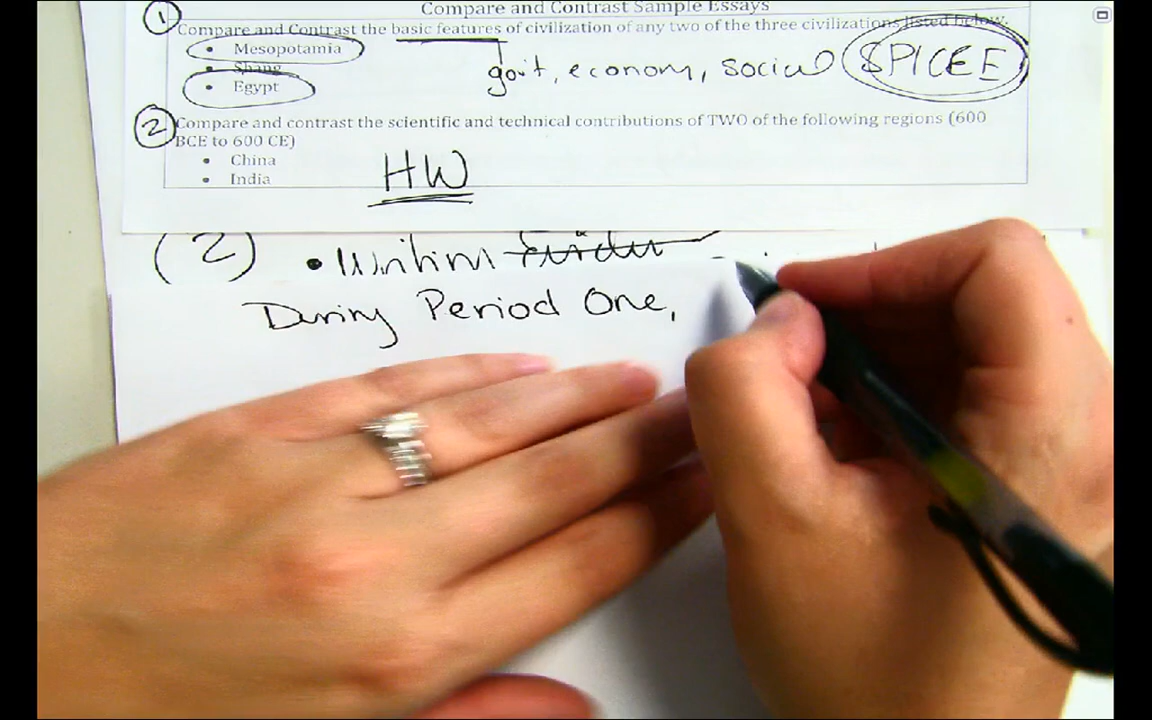 Compare and Contrast Sample Essays
1 Compare and Contrast the basic features of civilization of any two of the three civilizations listed below.
• Mesopotamia
• Shang
gov't, econom, social SPICEE
• Egypt
2 Compare and contrast the scientific and technical contributions of TWO of the following regions (600
BCE to 600 CE)
• China
• India
HW
(2) •
During Period One,